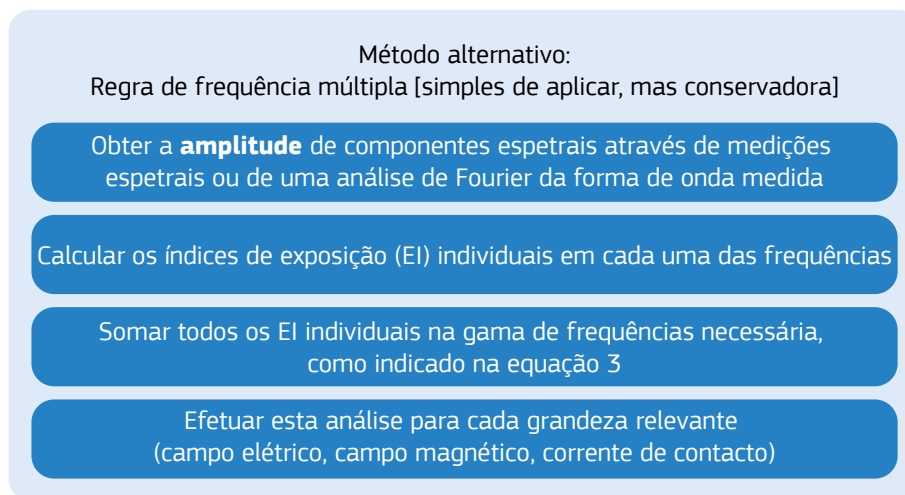 Método alternativo:
Regra de frequência múltipla [simples de aplicar, mas conservadora]
Obter a amplitude de componentes espetrais através de medições
espetrais ou de uma análise de Fourier da forma de onda medida
Calcular os índices de exposição (EI) individuais em cada uma das frequências
Somar todos os EI individuais na gama de frequências necessária,
como indicado na equação 3
Efetuar esta análise para cada grandeza relevante
(campo elétrico, campo magnético, corrente de contacto)